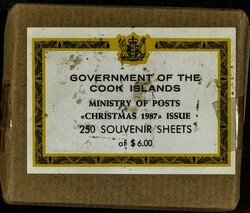 GOVERNMENT OF THE
COOK ISLANDS
MINISTRY OF POSTS
«CHRISTMAS 1987» ISSUE
250 SOUVENIR SHEETS
OF $6.00